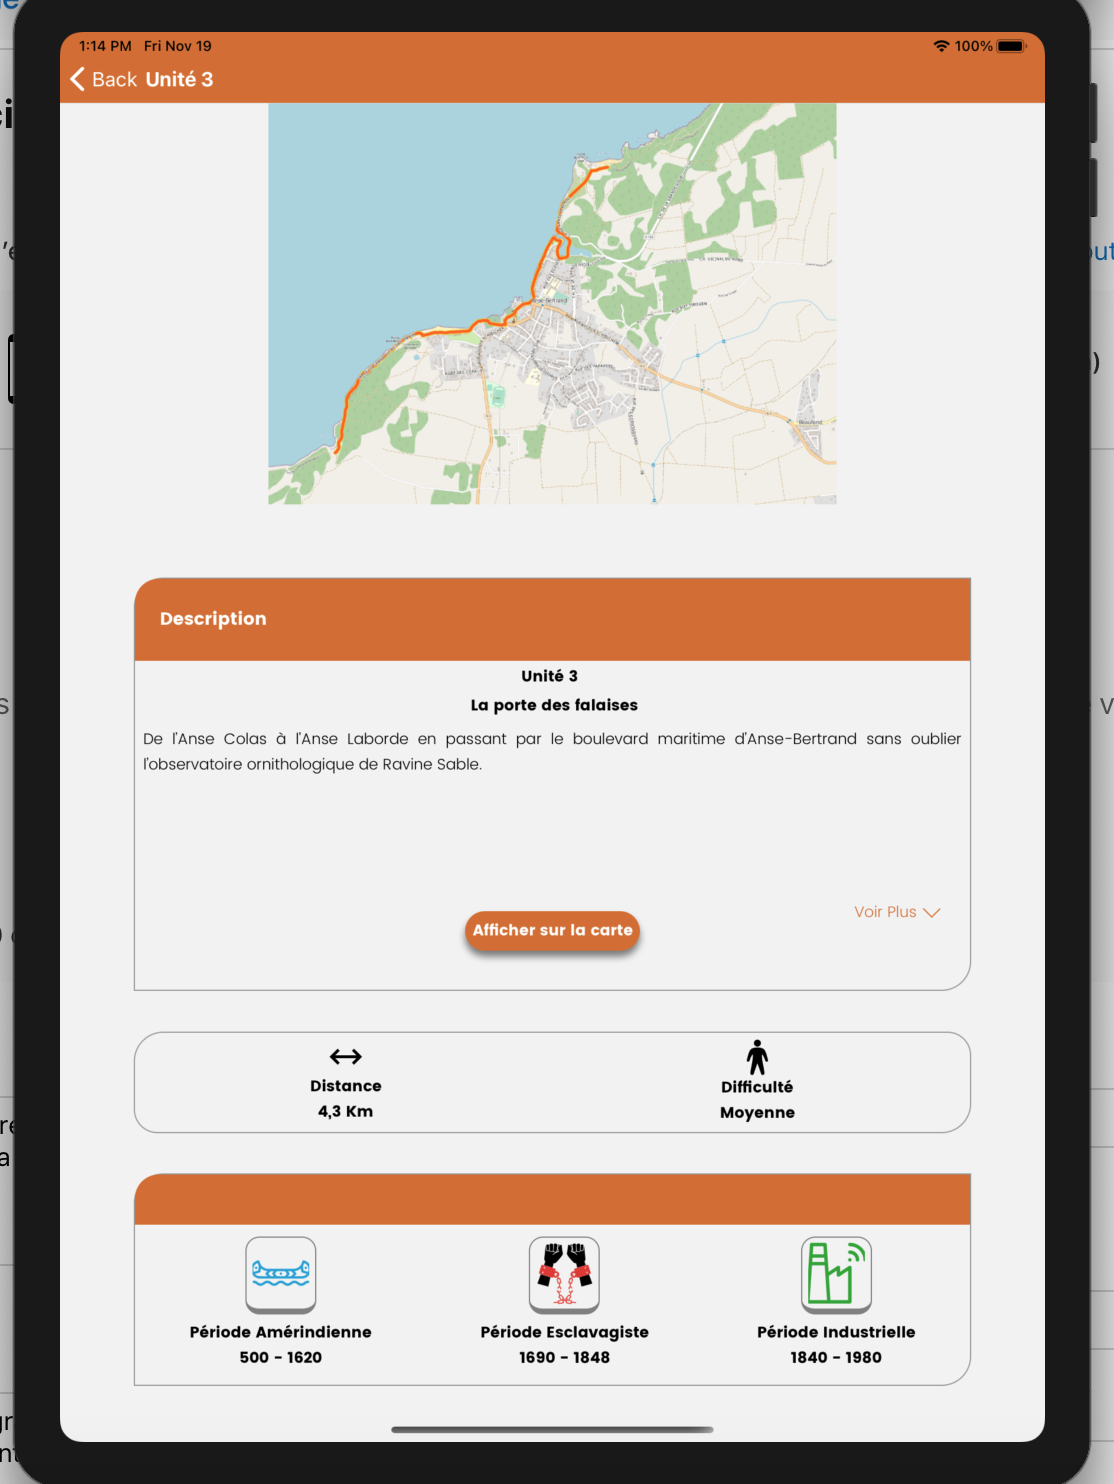 1:14 PM Fri Nov 19
100%
Back Unité 3
Anse-Bertrand
Beaufond
Description
Unité 3
La porte des falaises
De l'Anse Colas à l'Anse Laborde en passant par le boulevard maritime d'Anse-Bertrand sans oublier
l'observatoire ornithologique de Ravine Sable.
Voir Plus
Afficher sur la carte
Distance
4,3 Km
Difficulté
Moyenne
Période Amérindienne
500 - 1620
Période Esclavagiste
1690 - 1848
Période Industrielle
1840 - 1980